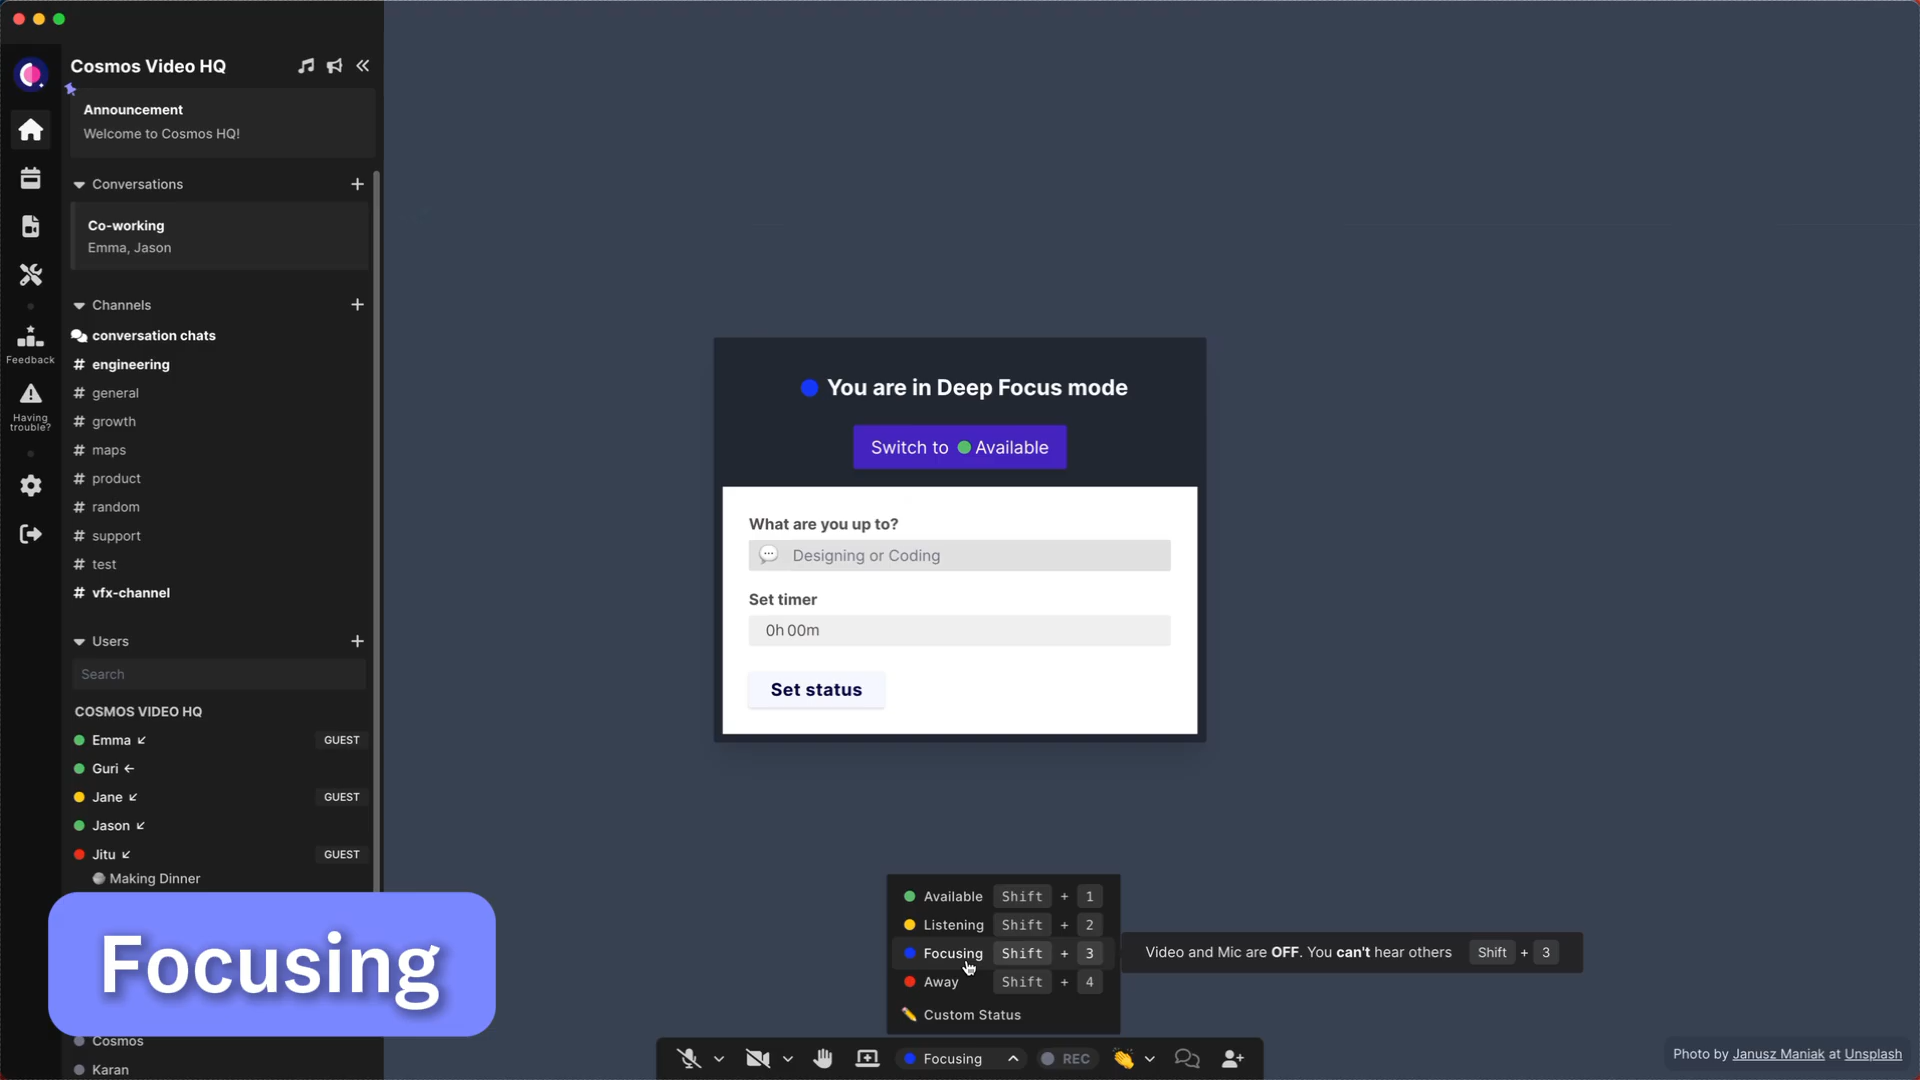 Cosmos Video HQ
Announcement
Welcome to Cosmos HQ!
Conversations
Co-working
Emma, Jason
Channels
conversation chats
# engineering
# general
# growth
# maps
# product
# random
# support
# test
# vfx-channel
Users
Search
COSMOS VIDEO HQ
Emma GUEST
Guri
Jane GUEST
Jason
Jitu GUEST
Making Dinner
Cosmos
Karan
Feedback
Having
trouble?
Focusing
You are in Deep Focus mode
Switch to Available
What are you up to?
Designing or Coding
Set timer
0h 00m
Set status
Available Shift + 1
Listening Shift + 2
Focusing Shift + 3
Away Shift + 4
Custom Status
Video and Mic are OFF. You can't hear others Shift + 3
Focusing
REC
Photo by Janusz Maniak at Unsplash